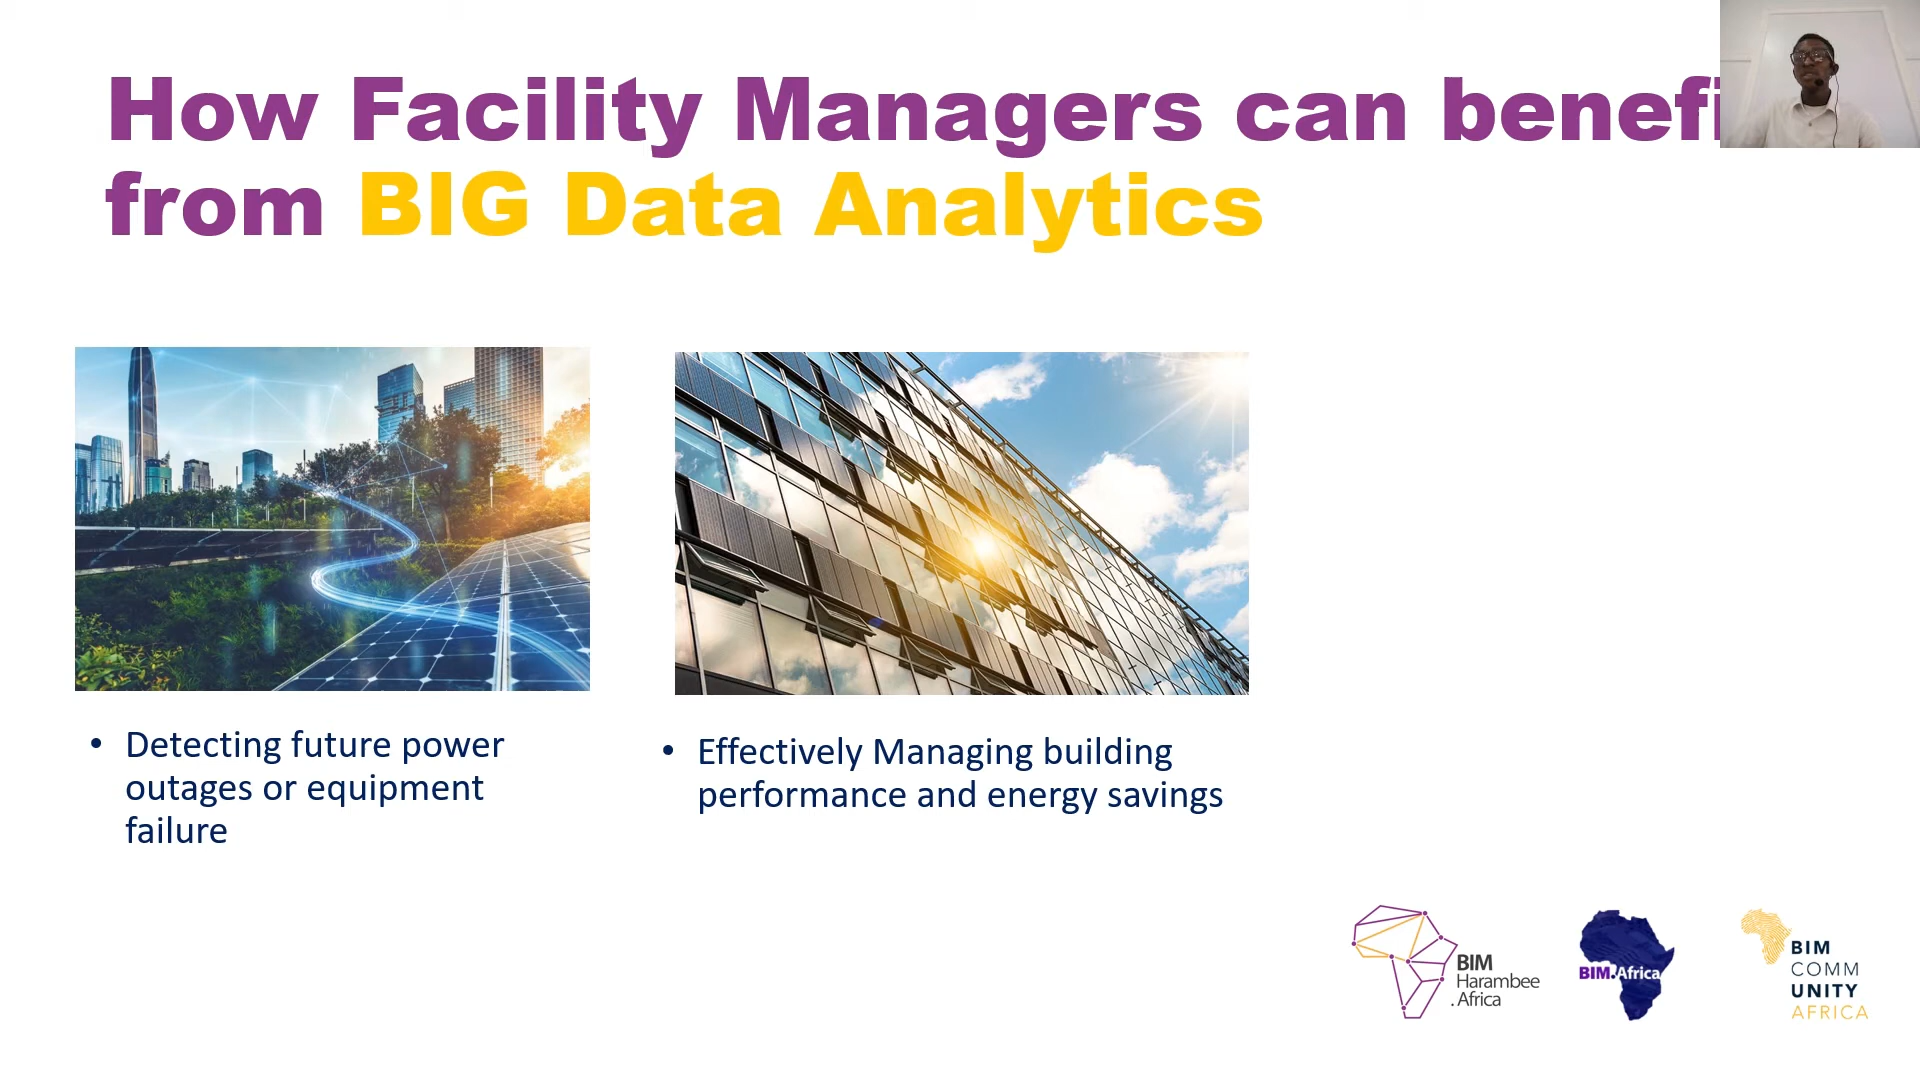 How Facility Managers can benefi
from BIG Data Analytics
• Detecting future power
outages or equipment
failure
• Effectively Managing building
performance and energy savings
BIM
Harambee
.Africa
BIM.Africa
BIM
COMM
UNITY
AFRICA